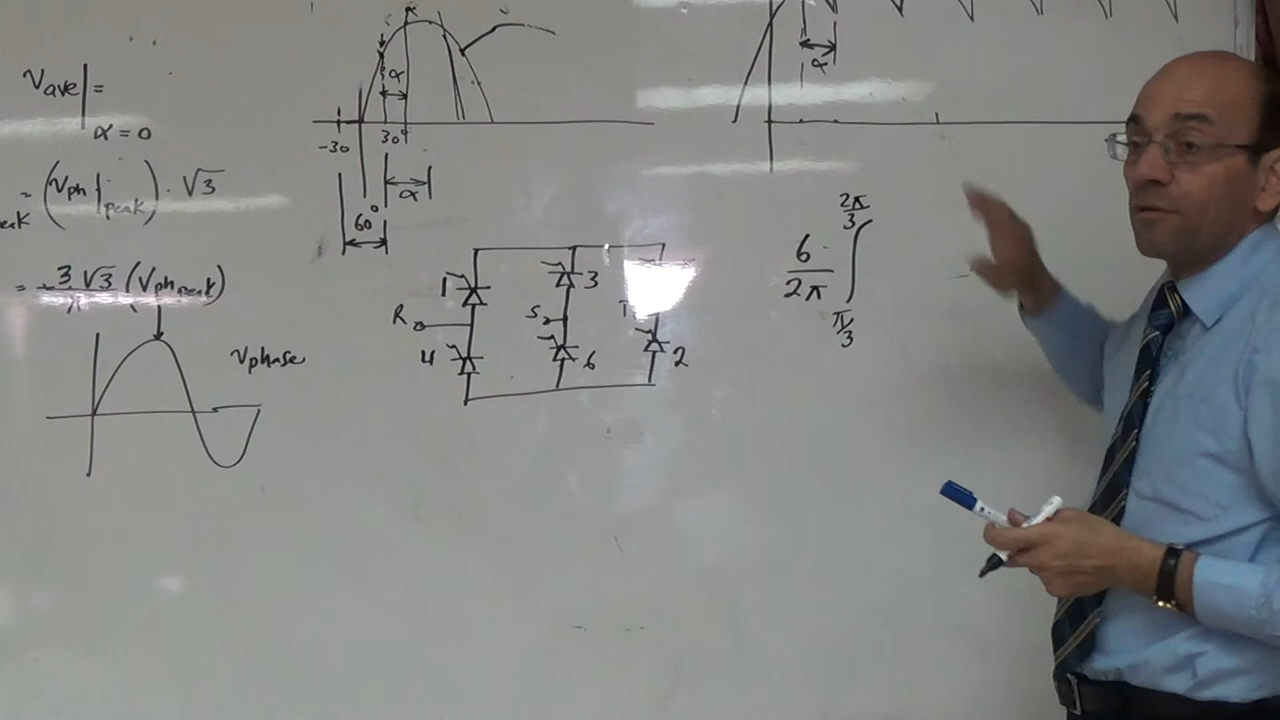 Vave| =
α = 0
= (Vph|peak) · √3
= 3√3 (Vph peak)
Vphase
α
-30
30°
α
60°
α
1
3
R
S
4
6
2
6/2π ∫
2π/3
π/3